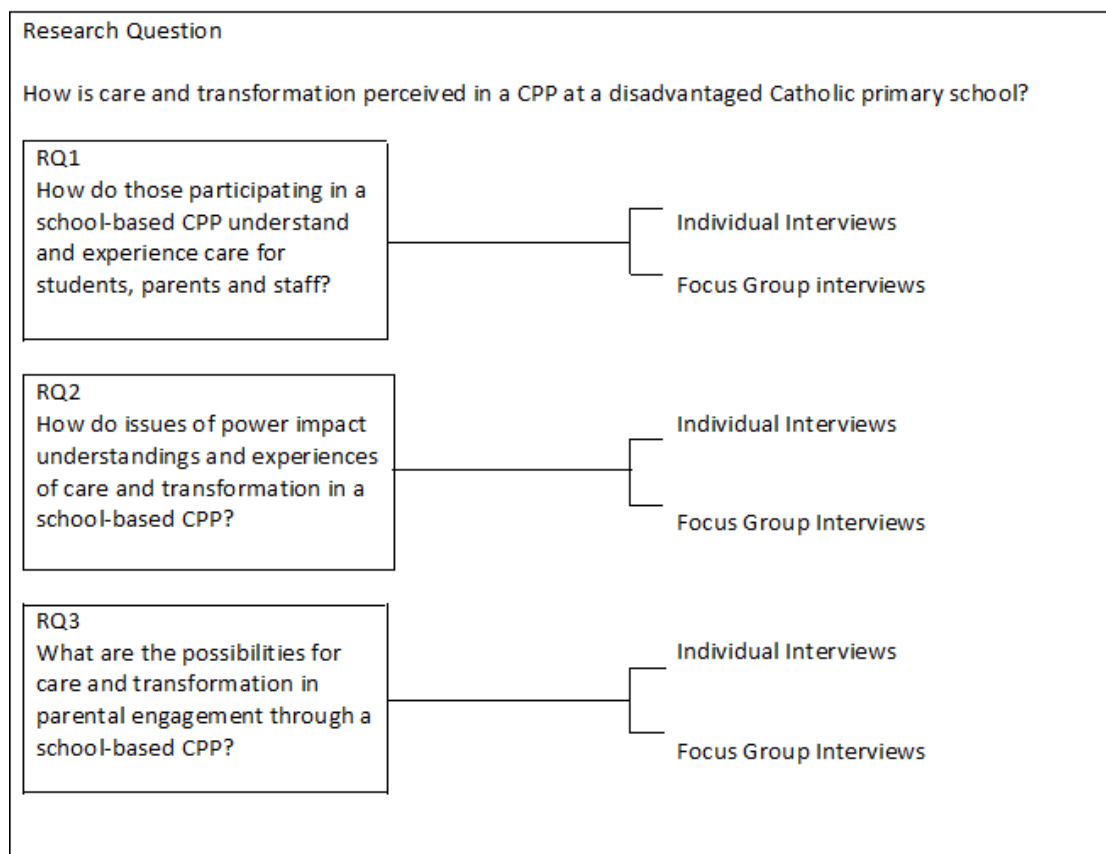 Research Question
How is care and transformation perceived in a CPP at a disadvantaged Catholic primary school?
RQ1
How do those participating in a
school-based CPP understand
and experience care for
students, parents and staff?
Individual Interviews
Focus Group interviews
RQ2
How do issues of power impact
understandings and experiences
of care and transformation in a
school-based CPP?
Individual Interviews
Focus Group Interviews
RQ3
What are the possibilities for
care and transformation in
parental engagement through a
school-based CPP?
Individual Interviews
Focus Group Interviews